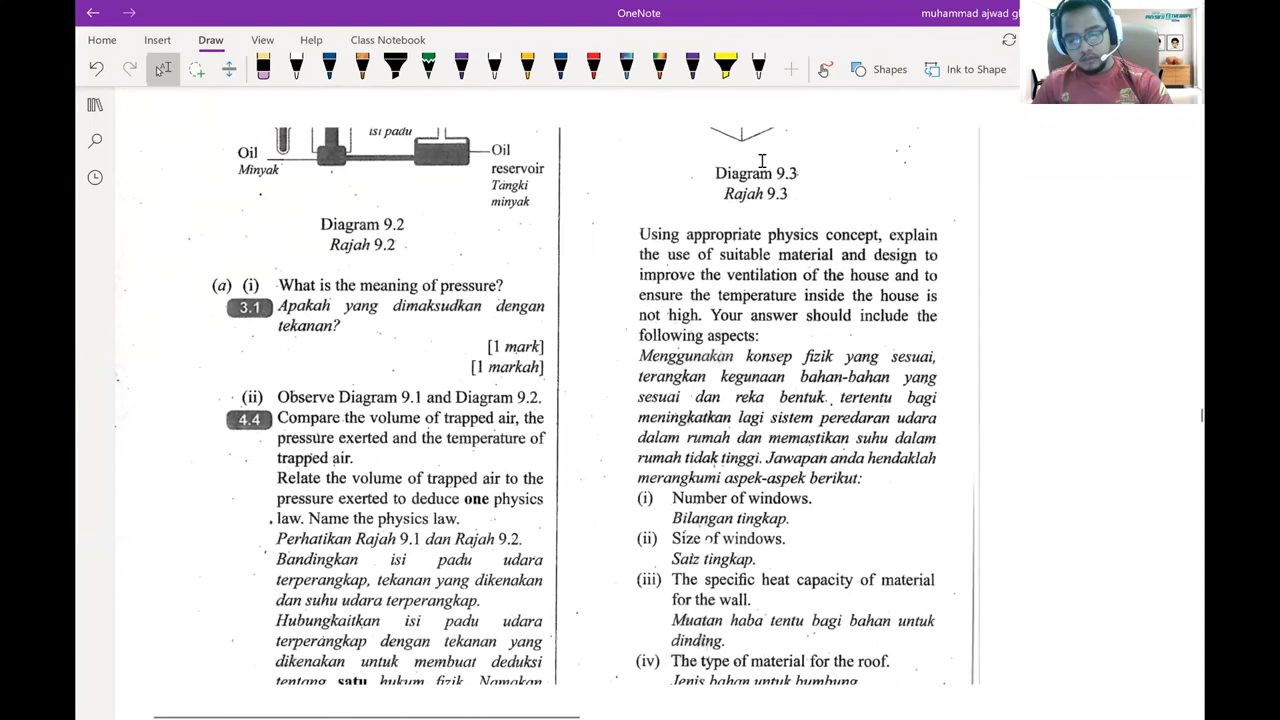 OneNote
muhammad ajwad gh
Home Insert Draw View Help Class Notebook
Shapes
Ink to Shape
PHYSICS THERAPY
isi padu
Oil
Minyak
Oil
reservoir
Tangki
minyak
Diagram 9.2
Rajah 9.2
(a) (i) What is the meaning of pressure?
3.1 Apakah yang dimaksudkan dengan
tekanan?
[1 mark]
[1 markah]
(ii) Observe Diagram 9.1 and Diagram 9.2.
4.4 Compare the volume of trapped air, the
pressure exerted and the temperature of
trapped air.
Relate the volume of trapped air to the
pressure exerted to deduce one physics
law. Name the physics law.
Perhatikan Rajah 9.1 dan Rajah 9.2.
Bandingkan isi padu udara
terperangkap, tekanan yang dikenakan
dan suhu udara terperangkap.
Hubungkaitkan isi padu udara
terperangkap dengan tekanan yang
dikenakan untuk membuat deduksi
tentang satu hukum fizik. Namakan
Diagram 9.3
Rajah 9.3
Using appropriate physics concept, explain
the use of suitable material and design to
improve the ventilation of the house and to
ensure the temperature inside the house is
not high. Your answer should include the
following aspects:
Menggunakan konsep fizik yang sesuai,
terangkan kegunaan bahan-bahan yang
sesuai dan reka bentuk tertentu bagi
meningkatkan lagi sistem peredaran udara
dalam rumah dan memastikan suhu dalam
rumah tidak tinggi. Jawapan anda hendaklah
merangkumi aspek-aspek berikut:
(i) Number of windows.
Bilangan tingkap.
(ii) Size of windows.
Saiz tingkap.
(iii) The specific heat capacity of material
for the wall.
Muatan haba tentu bagi bahan untuk
dinding.
(iv) The type of material for the roof.
Jenis bahan untuk bumbung.